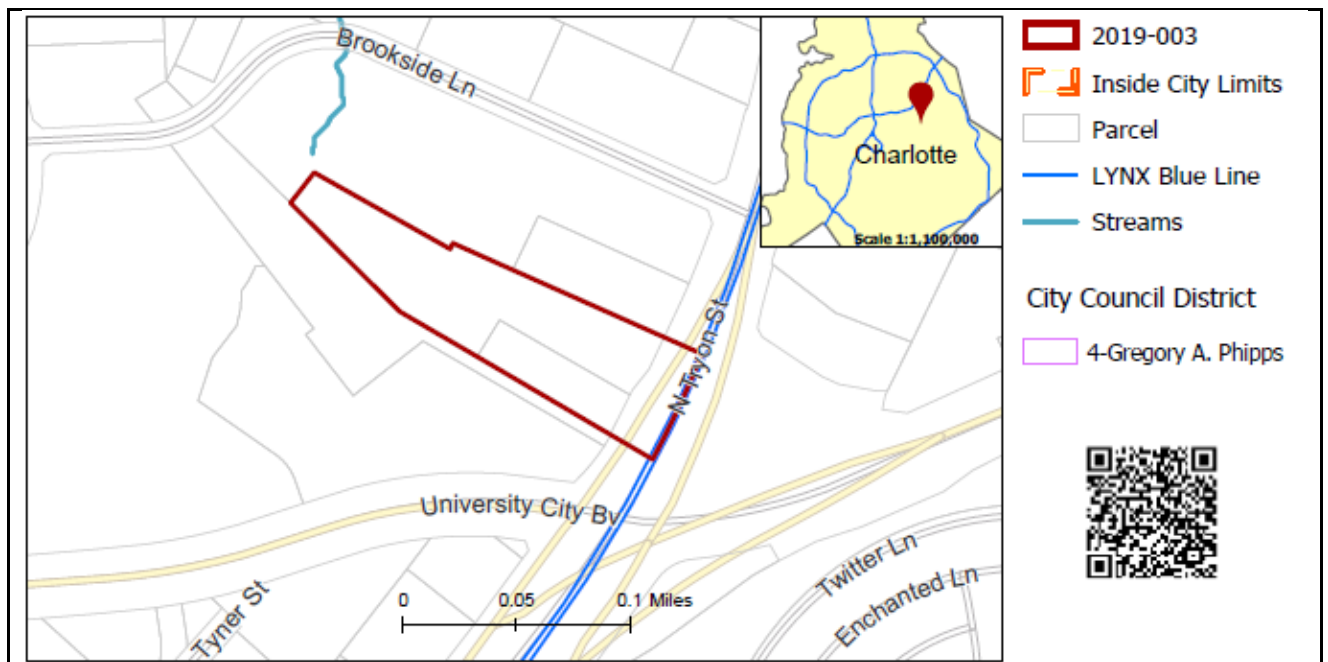 Brookside Ln
N Tryon St
University City Bv
Tyner St
Twitter Ln
Enchanted Ln
0 0.05 0.1 Miles
Charlotte
Scale 1:1,100,000
2019-003
Inside City Limits
Parcel
LYNX Blue Line
Streams
City Council District
4-Gregory A. Phipps